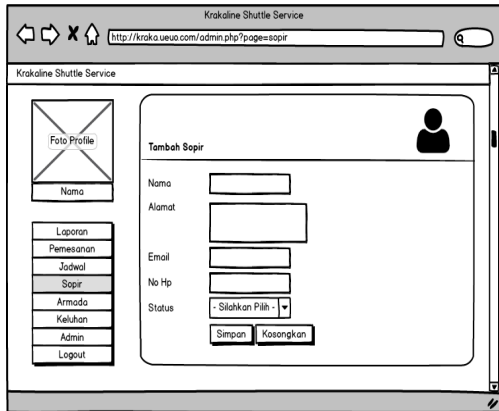 Krakaline Shuttle Service
http://kraka.ueuo.com/admin.php?page=sopir
Krakaline Shuttle Service
Foto Profile
Nama
Laporan
Pemesanan
Jadwal
Sopir
Armada
Keluhan
Admin
Logout
Tambah Sopir
Nama
Alamat
Email
No Hp
Status
- Silahkan Pilih -
Simpan
Kosongkan